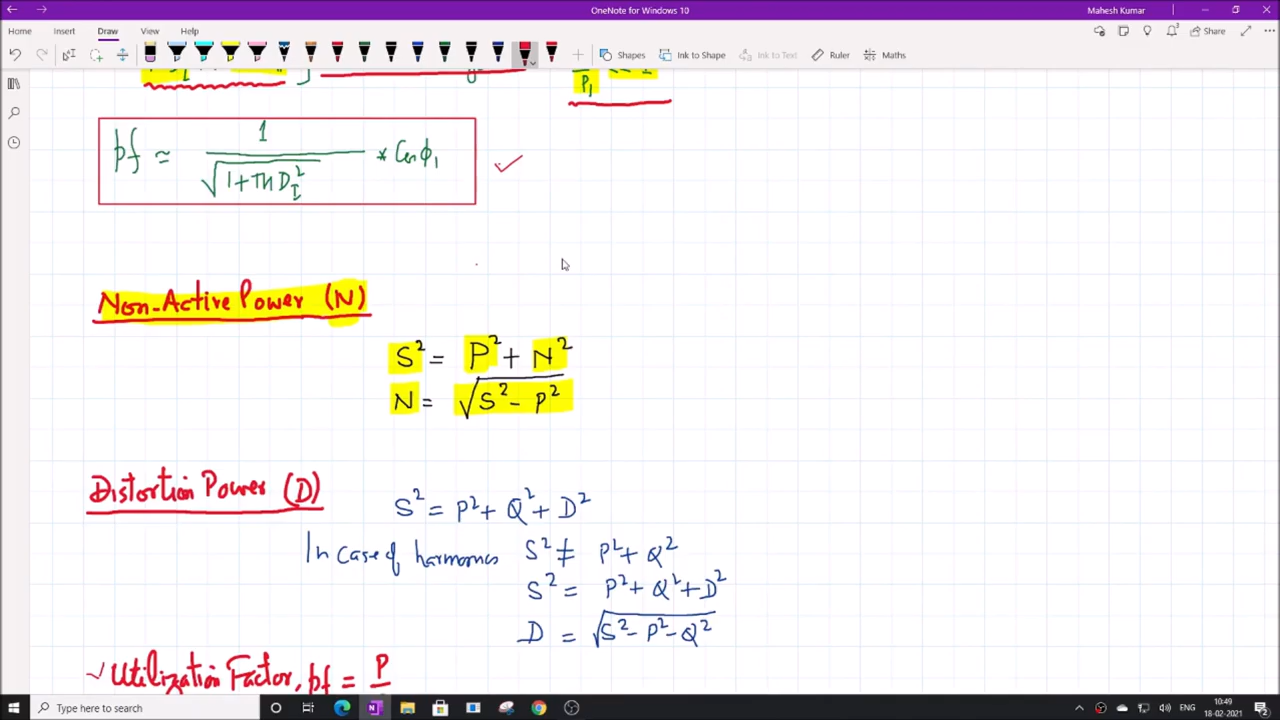 OneNote for Windows 10
Mahesh Kumar
Home Insert Draw View Help
Share
Shapes Ink to Shape Ink to Text Ruler Maths
P₁
pf ≃ 1 / √(1+THD_I²) * Cosϕ₁ ✓
Non-Active Power (N)
S² = P² + N²
N = √(S² - P²)
Distortion Power (D)
S² = P² + Q² + D²
In case of harmonics S² ≠ P² + Q²
S² = P² + Q² + D²
D = √(S² - P² - Q²)
✓ Utilization Factor, pf = P
Type here to search
ENG
10:49
18-02-2021
2